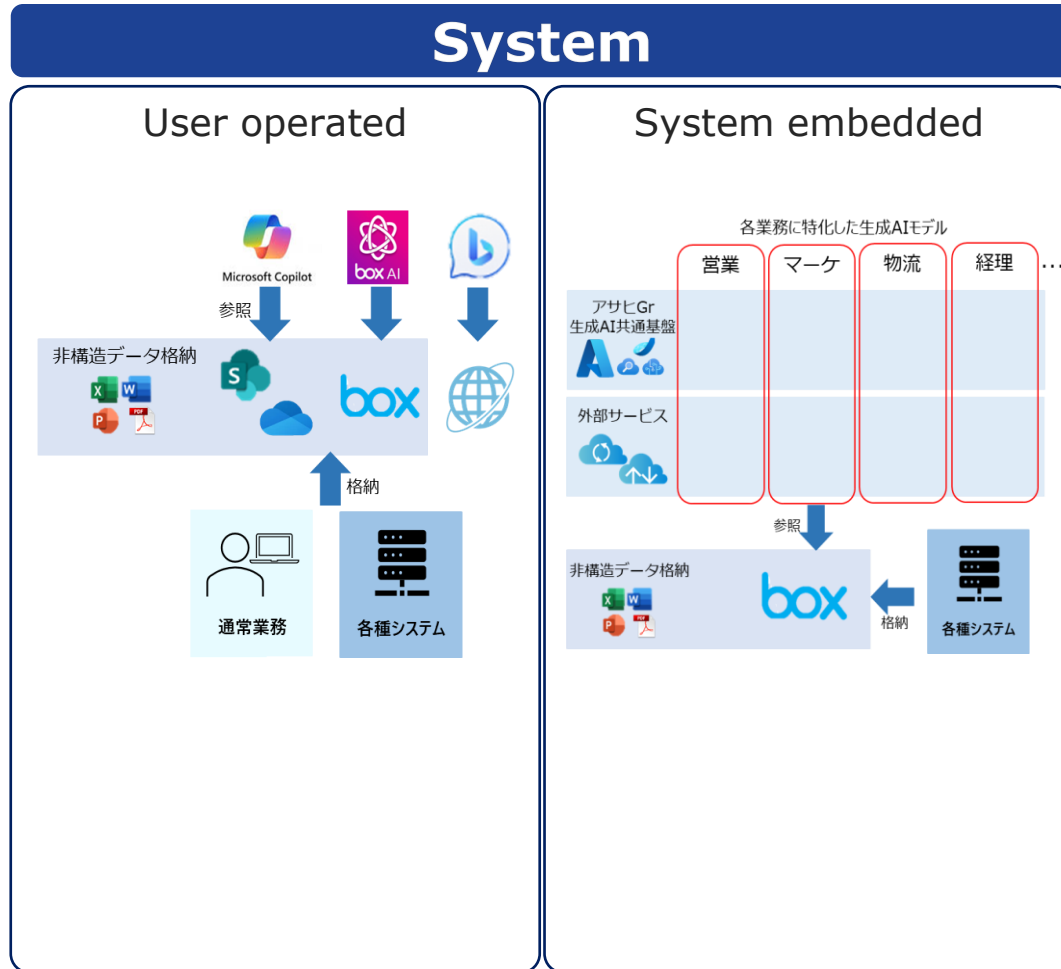 System
User operated
Microsoft Copilot
box AI
参照
非構造データ格納
X
W
S
P
PDF
box
格納
通常業務
各種システム
System embedded
各業務に特化した生成AIモデル
営業 マーケ 物流 経理 …
アサヒGr
生成AI共通基盤
外部サービス
参照
非構造データ格納
X
W
P
PDF
box
格納
各種システム